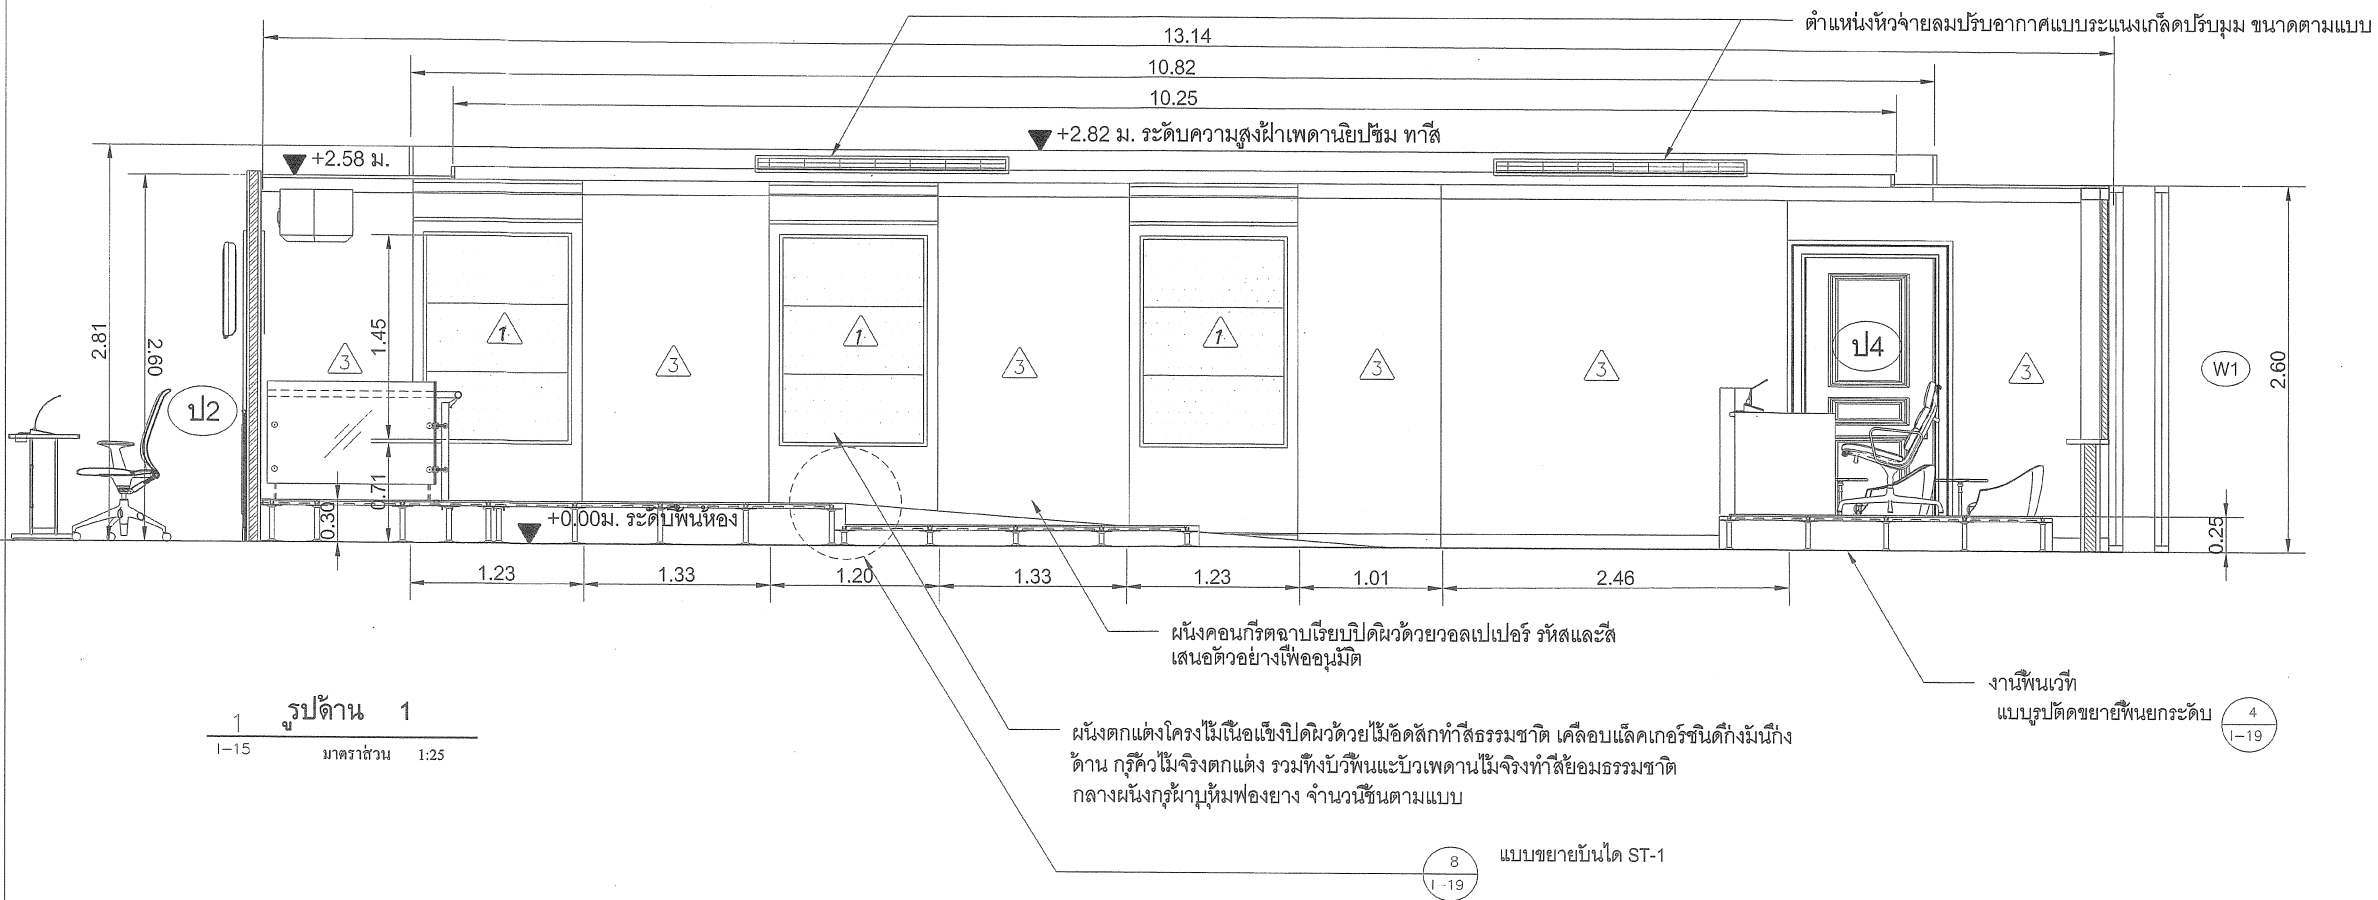 ตำแหน่งหัวจ่ายลมปรับอากาศแบบระแนงเกล็ดปรับมุม ขนาดตามแบบ
13.14
10.82
10.25
+2.82 ม. ระดับความสูงฝ้าเพดานยิปซัม ทาสี
+2.58 ม.
2.81
2.60
ป2
3
1.45
1
3
1
3
1
3
3
ป4
3
W1
2.60
0.71
0.30
+0.00ม. ระดับพื้นห้อง
0.25
1.23
1.33
1.20
1.33
1.23
1.01
2.46
ผนังคอนกรีตฉาบเรียบปิดผิวด้วยวอลเปเปอร์ รหัสและสี
เสนอตัวอย่างเพื่ออนุมัติ
งานพื้นเวที
แบบรูปตัดขยายพื้นยกระดับ
4
I-19
1
I-15
รูปด้าน 1
มาตราส่วน 1:25
ผนังตกแต่งโครงไม้เนื้อแข็งปิดผิวด้วยไม้อัดสักทำสีธรรมชาติ เคลือบแล็คเกอร์ชนิดกึ่งมันกึ่ง
ด้าน กรุคิ้วไม้จริงตกแต่ง รวมทั้งบัวพื้นและบัวเพดานไม้จริงทำสีย้อมธรรมชาติ
กลางผนังกรุผ้าบุหุ้มฟองยาง จำนวนชิ้นตามแบบ
8
I-19
แบบขยายบันได ST-1